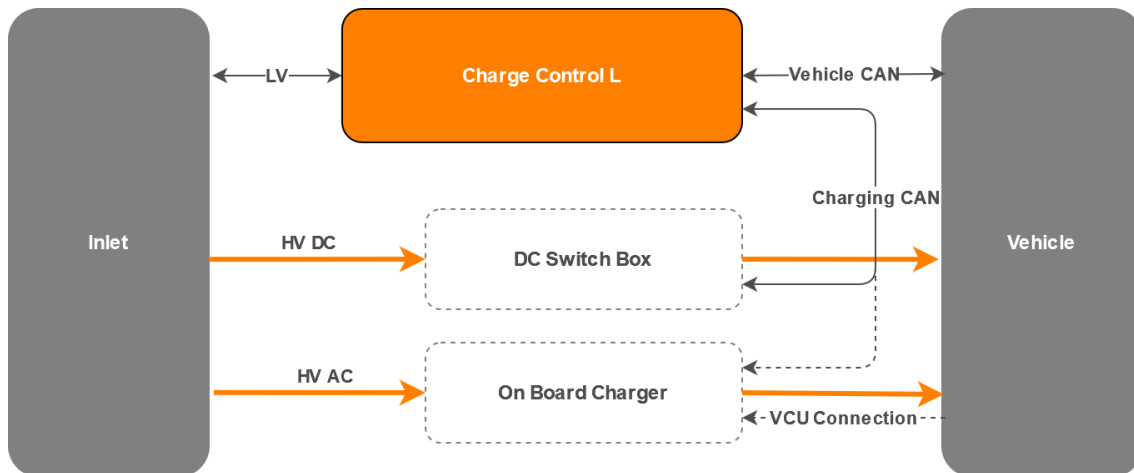 LV
Charge Control L
Vehicle CAN
Charging CAN
Inlet
HV DC
DC Switch Box
Vehicle
HV AC
On Board Charger
VCU Connection